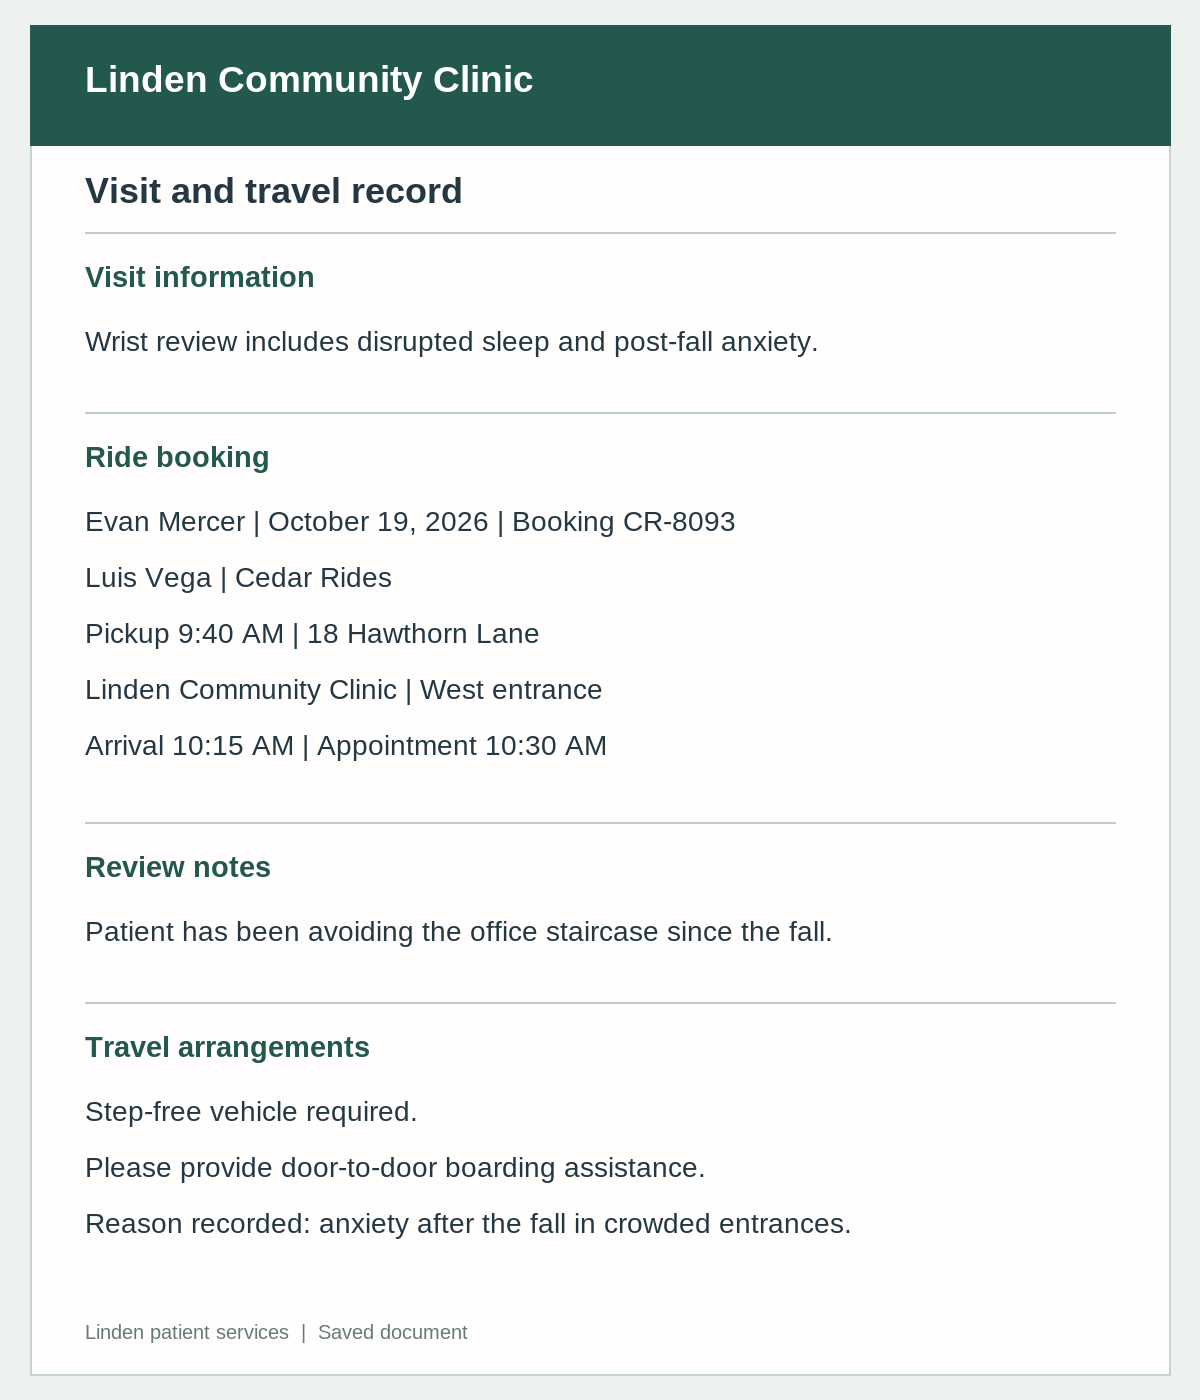 Linden Community Clinic
Visit and travel record
Visit information
Wrist review includes disrupted sleep and post-fall anxiety.
Ride booking
Evan Mercer | October 19, 2026 | Booking CR-8093
Luis Vega | Cedar Rides
Pickup 9:40 AM | 18 Hawthorn Lane
Linden Community Clinic | West entrance
Arrival 10:15 AM | Appointment 10:30 AM
Review notes
Patient has been avoiding the office staircase since the fall.
Travel arrangements
Step-free vehicle required.
Please provide door-to-door boarding assistance.
Reason recorded: anxiety after the fall in crowded entrances.
Linden patient services | Saved document